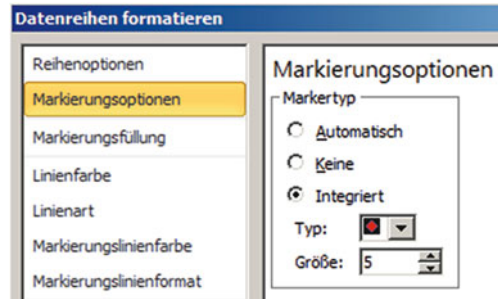 Datenreihen formatieren
Reihenoptionen
Markierungsoptionen
Markierungsfüllung
Linienfarbe
Linienart
Markierungslinienfarbe
Markierungslinienformat
Markierungsoptionen
Markertyp
Automatisch
Keine
Integriert
Typ:
Größe: 5